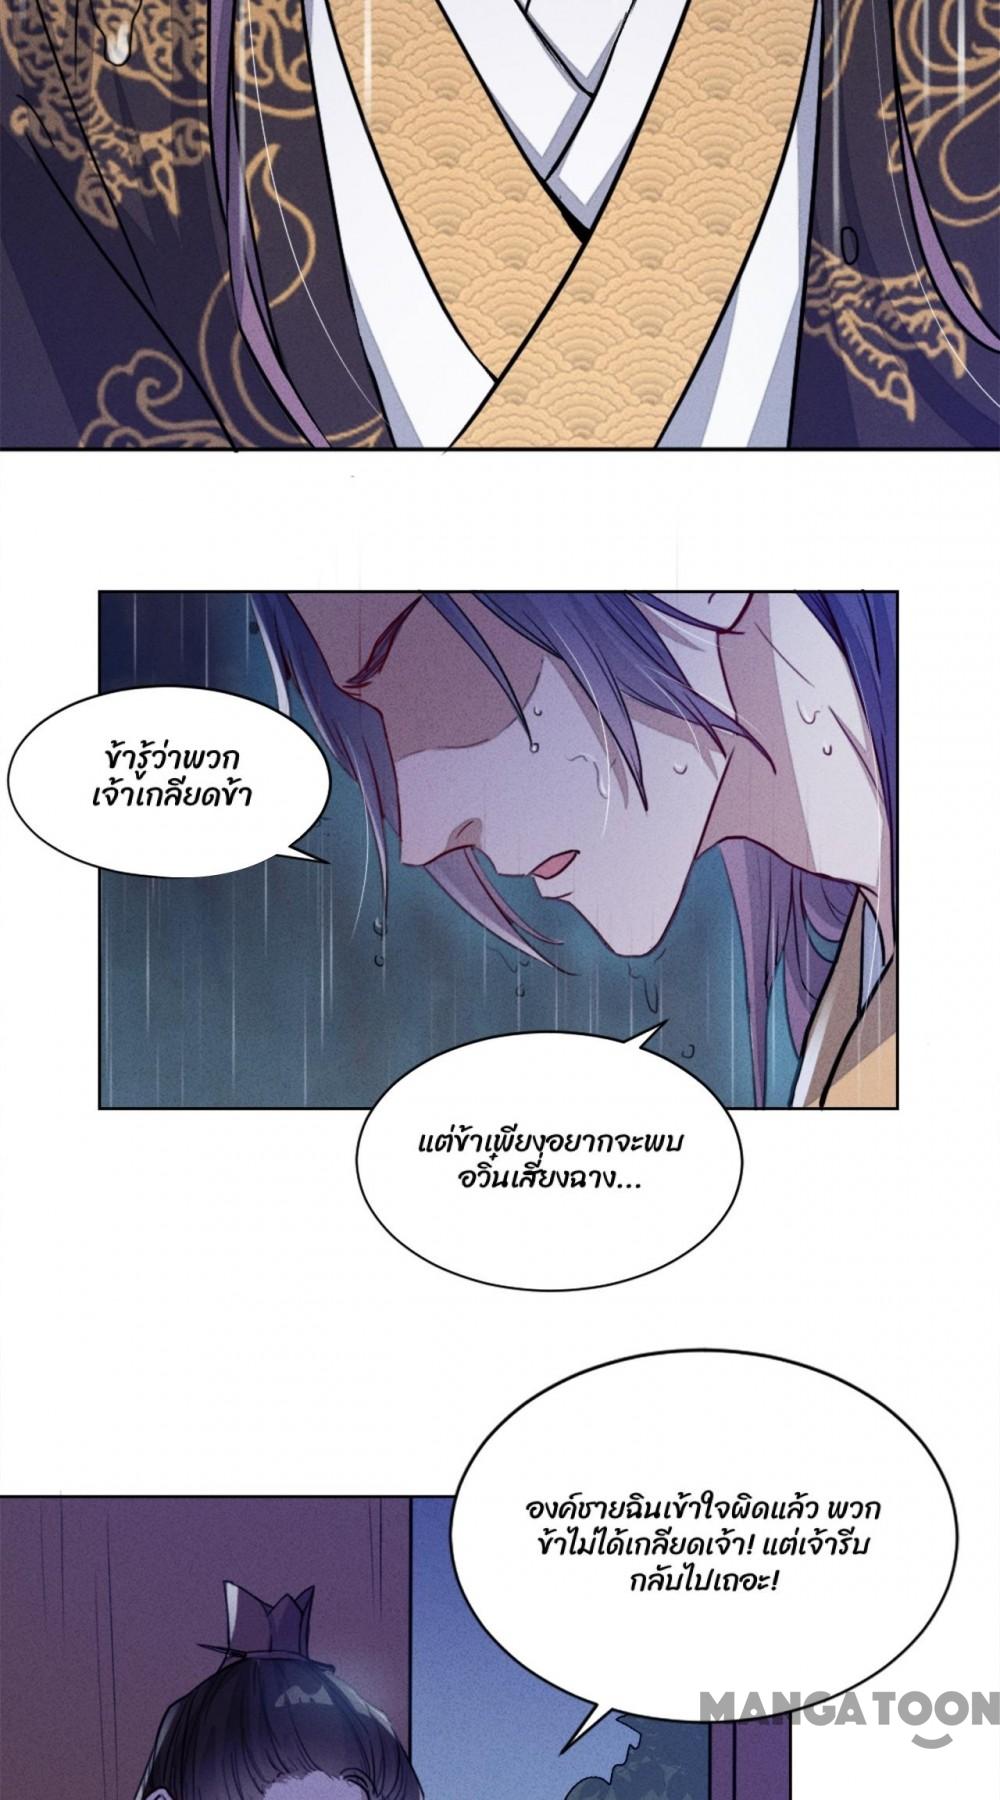 ข้ารู้ว่าพวก
เจ้าเกลียดข้า
แต่ข้าเพียงอยากจะพบ
อวิ๋นเสี่ยงฉาง...
องค์ชายฉินเข้าใจผิดแล้ว พวก
ข้าไม่ได้เกลียดเจ้า! แต่เจ้ารีบ
กลับไปเถอะ!
MANGATOON